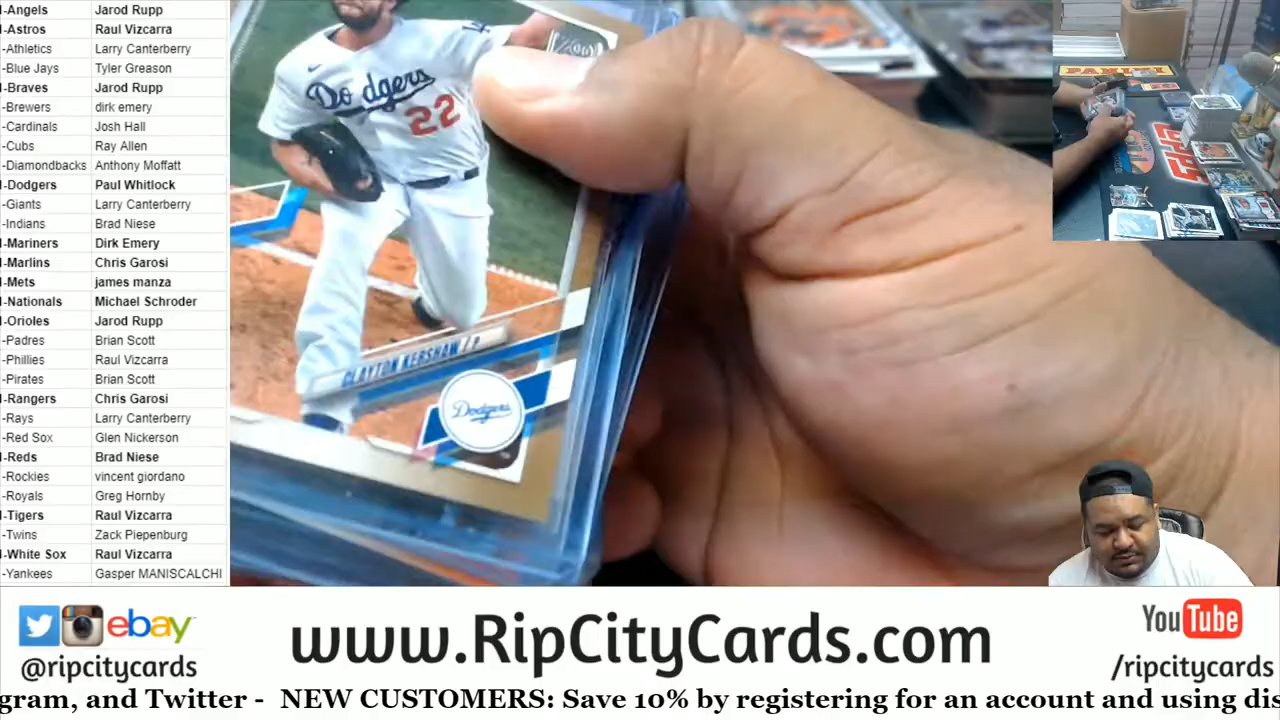 -Angels Jarod Rupp
-Astros Raul Vizcarra
-Athletics Larry Canterberry
-Blue Jays Tyler Greason
-Braves Jarod Rupp
-Brewers dirk emery
-Cardinals Josh Hall
-Cubs Ray Allen
-Diamondbacks Anthony Moffatt
-Dodgers Paul Whitlock
-Giants Larry Canterberry
-Indians Brad Niese
-Mariners Dirk Emery
-Marlins Chris Garosi
-Mets james manza
-Nationals Michael Schroder
-Orioles Jarod Rupp
-Padres Brian Scott
-Phillies Raul Vizcarra
-Pirates Brian Scott
-Rangers Chris Garosi
-Rays Larry Canterberry
-Red Sox Glen Nickerson
-Reds Brad Niese
-Rockies vincent giordano
-Royals Greg Hornby
-Tigers Raul Vizcarra
-Twins Zack Piepenburg
-White Sox Raul Vizcarra
-Yankees Gasper MANISCALCHI
Dodgers
22
CLAYTON KERSHAW / P
Dodgers
PANINI
TOPPS
ebay
@ripcitycards
www.RipCityCards.com
YouTube
/ripcitycards
gram, and Twitter - NEW CUSTOMERS: Save 10% by registering for an account and using dis